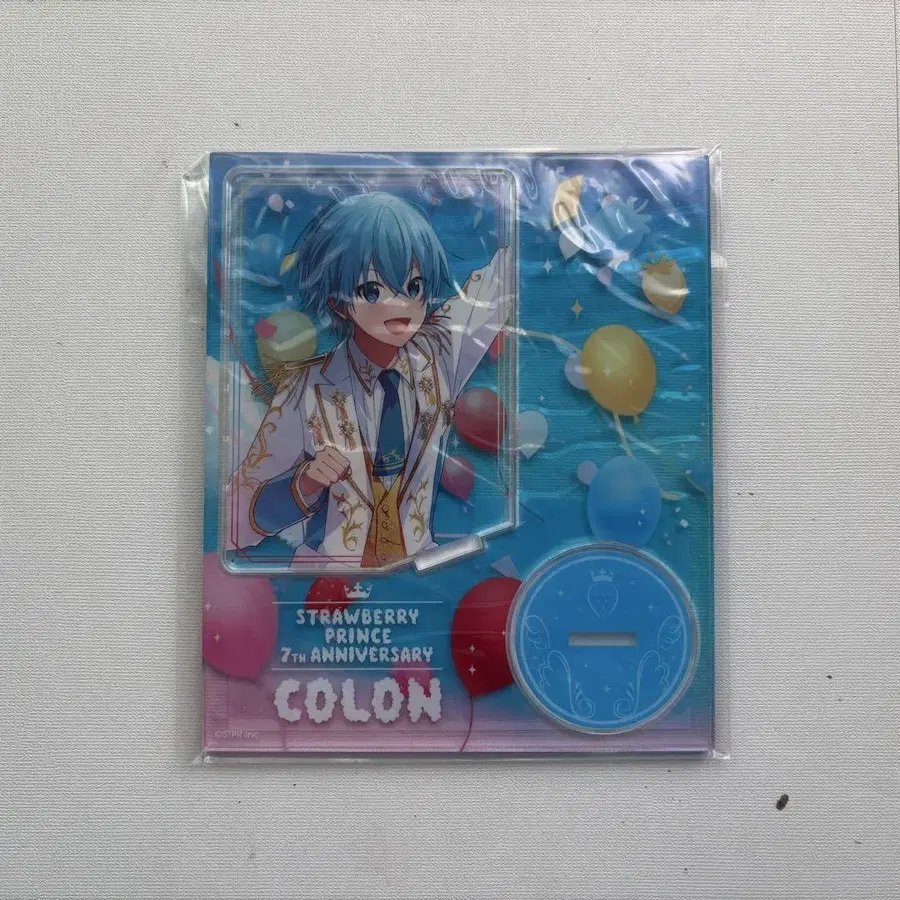 STRAWBERRY
PRINCE
7TH ANNIVERSARY
COLON
©STPR Inc.